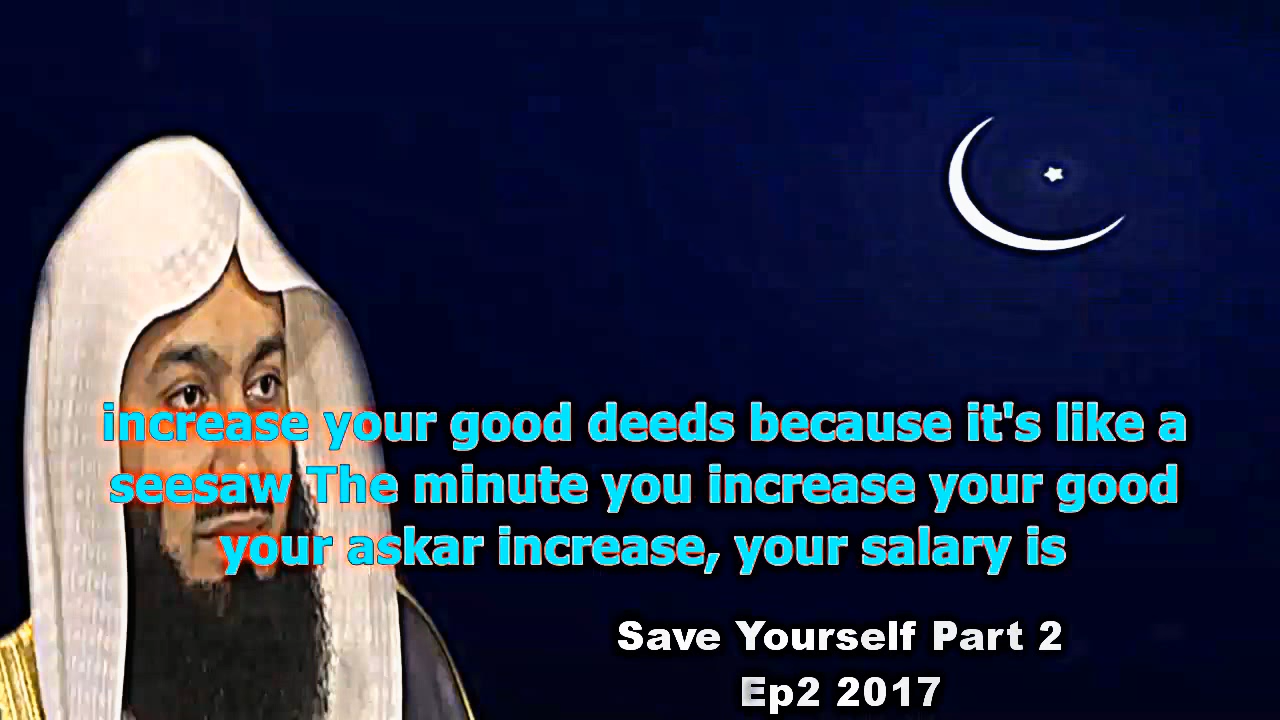 increase your good deeds because it's like a
seesaw The minute you increase your good
your askar increase, your salary is
Save Yourself Part 2
Ep2 2017